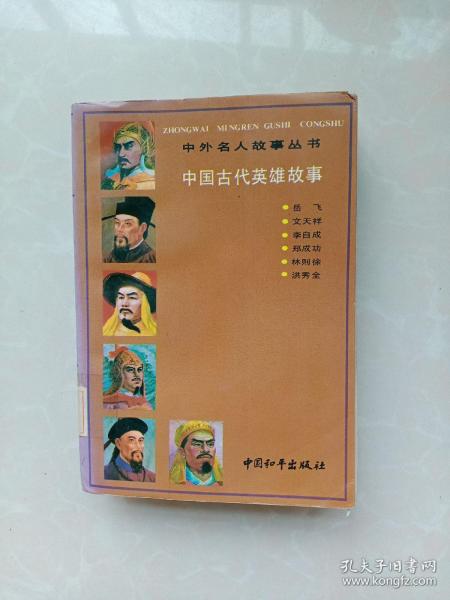 ZHONGWAI MINGREN GUSHI CONGSHU
中外名人故事丛书
中国古代英雄故事
岳飞
文天祥
李自成
郑成功
林则徐
洪秀全
中国和平出版社
孔夫子旧书网
www.kongfz.com